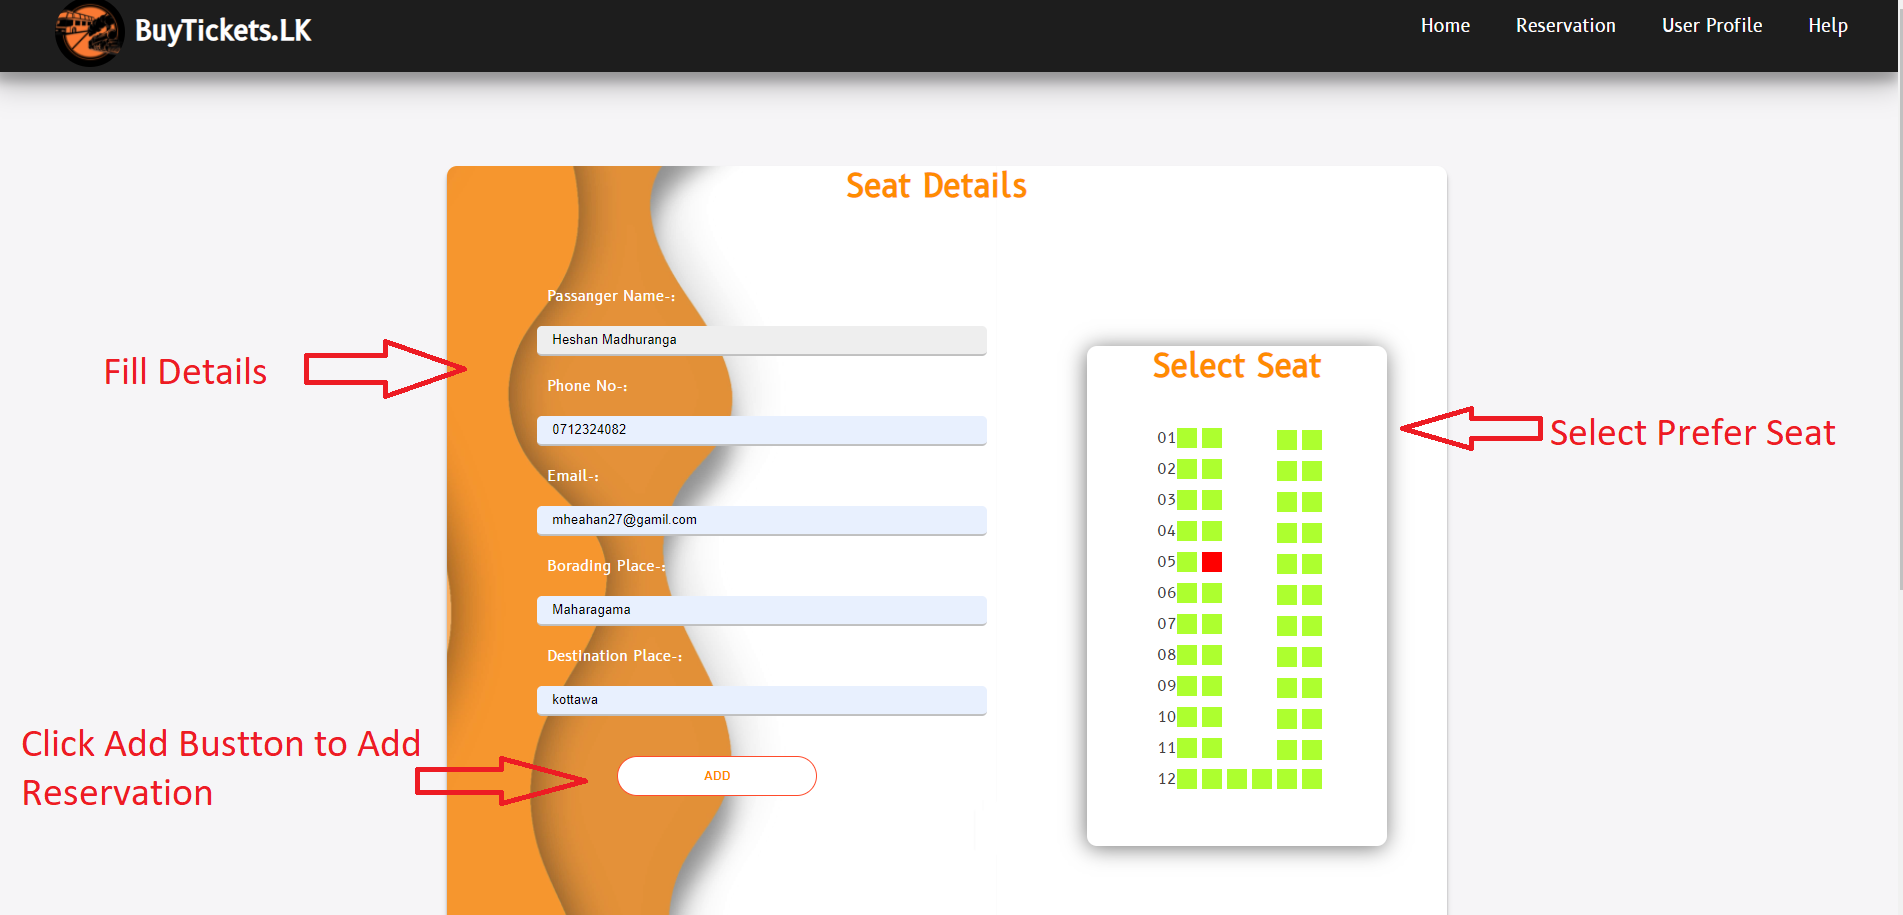 BuyTickets.LK
Home Reservation User Profile Help
Seat Details
Passanger Name-:
Heshan Madhuranga
Phone No-:
0712324082
Email-:
mheahan27@gamil.com
Borading Place-:
Maharagama
Destination Place-:
kottawa
ADD
Fill Details
Click Add Bustton to Add
Reservation
Select Seat
01
02
03
04
05
06
07
08
09
10
11
12
Select Prefer Seat